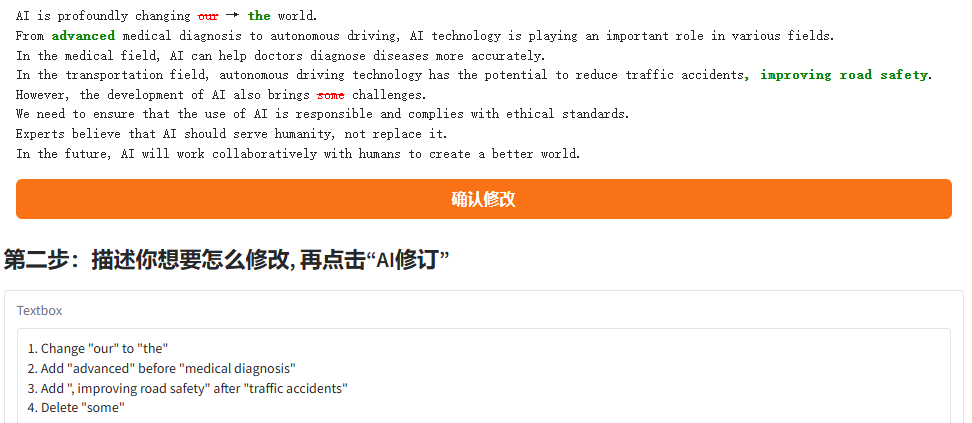 AI is profoundly changing our → the world.
From advanced medical diagnosis to autonomous driving, AI technology is playing an important role in various fields.
In the medical field, AI can help doctors diagnose diseases more accurately.
In the transportation field, autonomous driving technology has the potential to reduce traffic accidents, improving road safety.
However, the development of AI also brings some challenges.
We need to ensure that the use of AI is responsible and complies with ethical standards.
Experts believe that AI should serve humanity, not replace it.
In the future, AI will work collaboratively with humans to create a better world.
确认修改
第二步：描述你想要怎么修改, 再点击“AI修订”
Textbox
1. Change "our" to "the"
2. Add "advanced" before "medical diagnosis"
3. Add ", improving road safety" after "traffic accidents"
4. Delete "some"